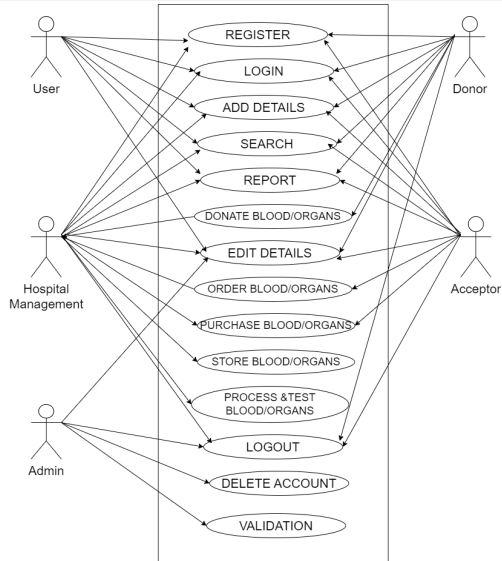 REGISTER
User
Donor
LOGIN
ADD DETAILS
SEARCH
REPORT
DONATE BLOOD/ORGANS
EDIT DETAILS
Hospital
Management
Acceptor
ORDER BLOOD/ORGANS
PURCHASE BLOOD/ORGANS
STORE BLOOD/ORGANS
PROCESS &TEST
BLOOD/ORGANS
LOGOUT
Admin
DELETE ACCOUNT
VALIDATION